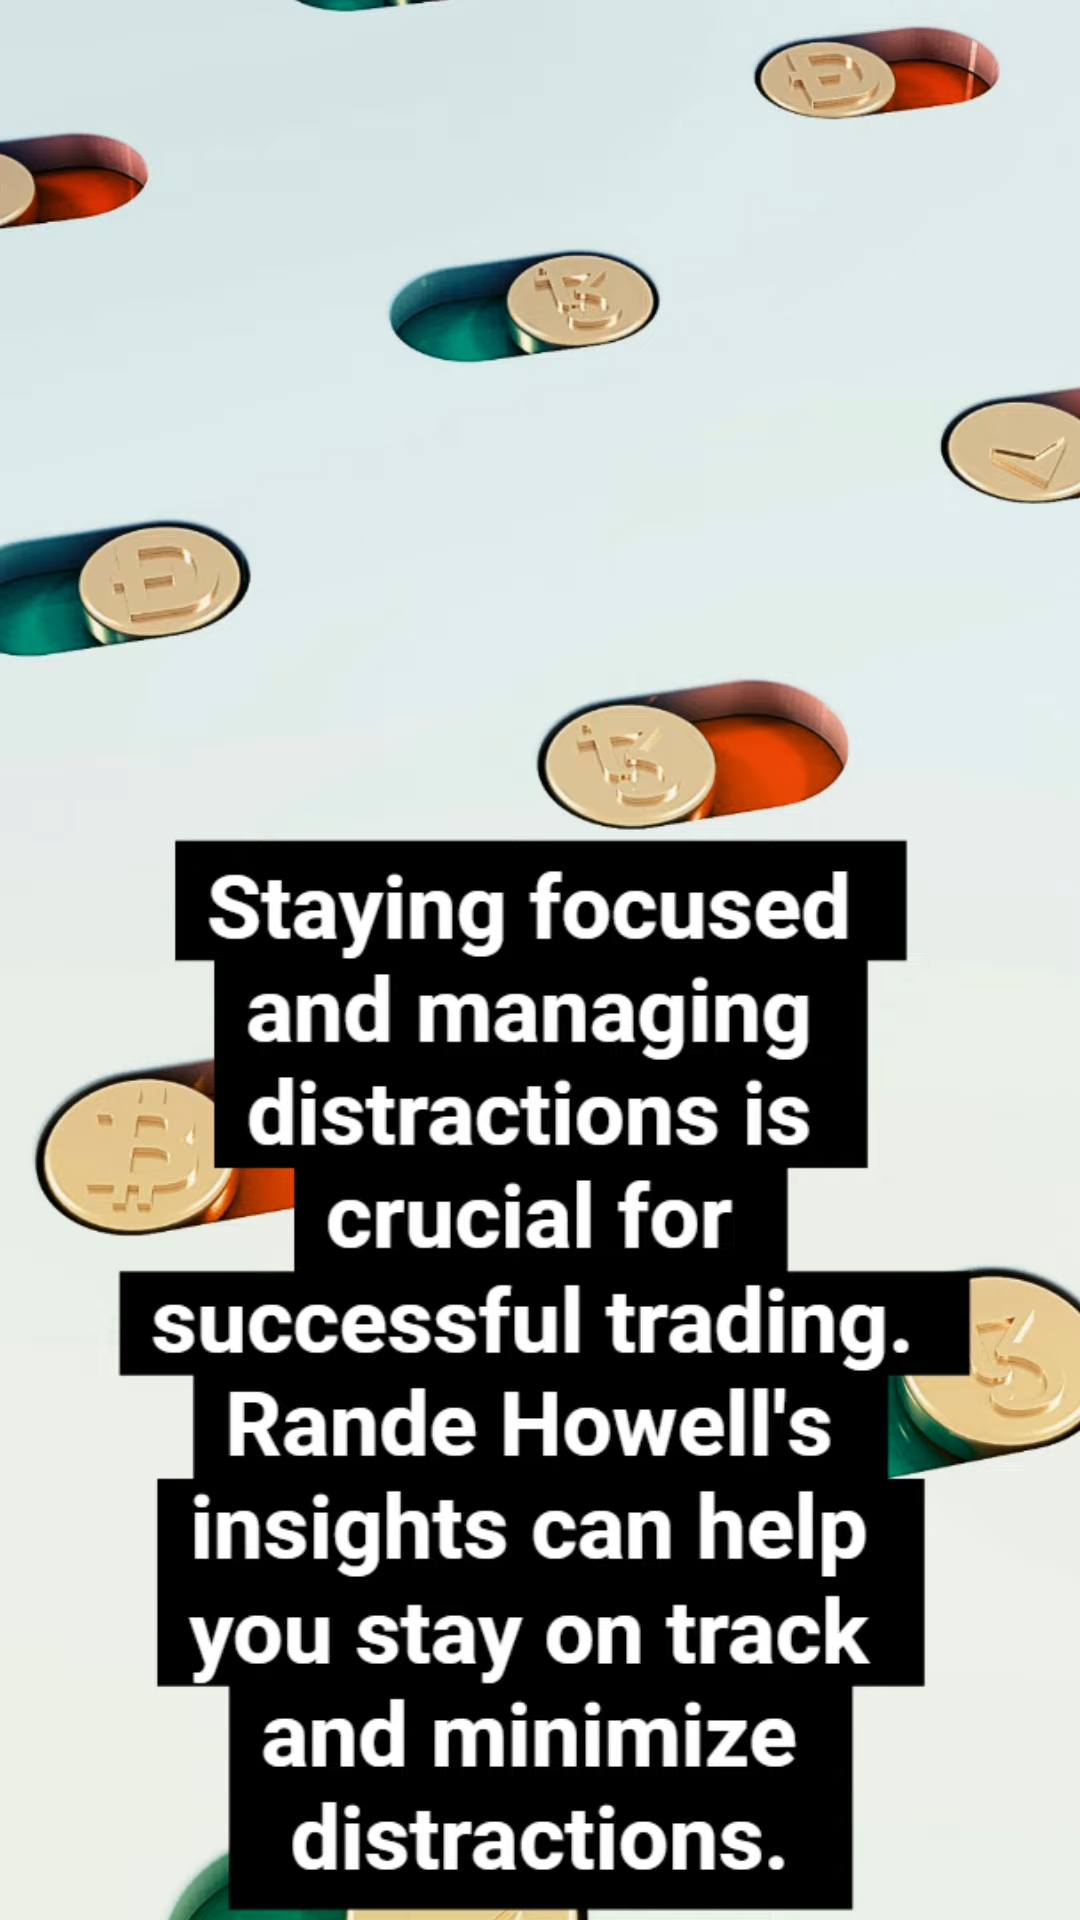 Staying focused
and managing
distractions is
crucial for
successful trading.
Rande Howell's
insights can help
you stay on track
and minimize
distractions.